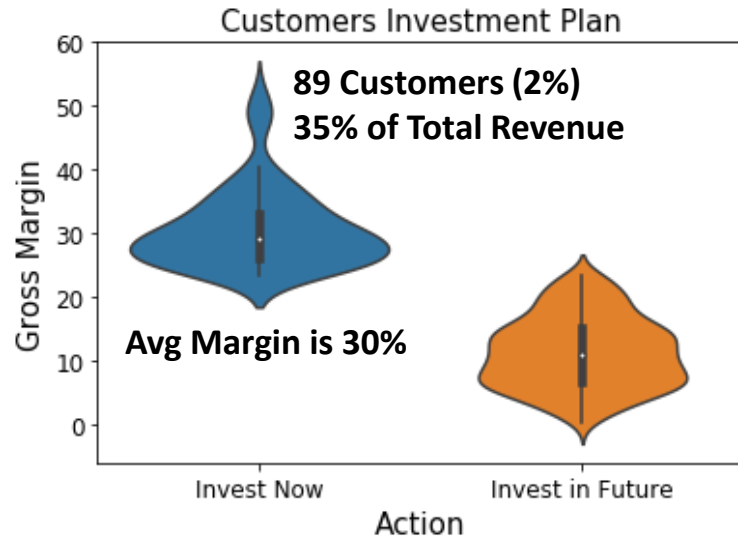 Customers Investment Plan
89 Customers (2%)
35% of Total Revenue
Avg Margin is 30%
Gross Margin
60
50
40
30
20
10
0
Invest Now
Invest in Future
Action